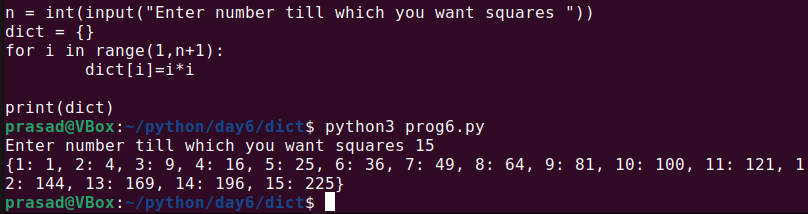 n = int(input("Enter number till which you want squares "))
dict = {}
for i in range(1,n+1):
        dict[i]=i*i

print(dict)
prasad@VBox:~/python/day6/dict$ python3 prog6.py
Enter number till which you want squares 15
{1: 1, 2: 4, 3: 9, 4: 16, 5: 25, 6: 36, 7: 49, 8: 64, 9: 81, 10: 100, 11: 121, 1
2: 144, 13: 169, 14: 196, 15: 225}
prasad@VBox:~/python/day6/dict$